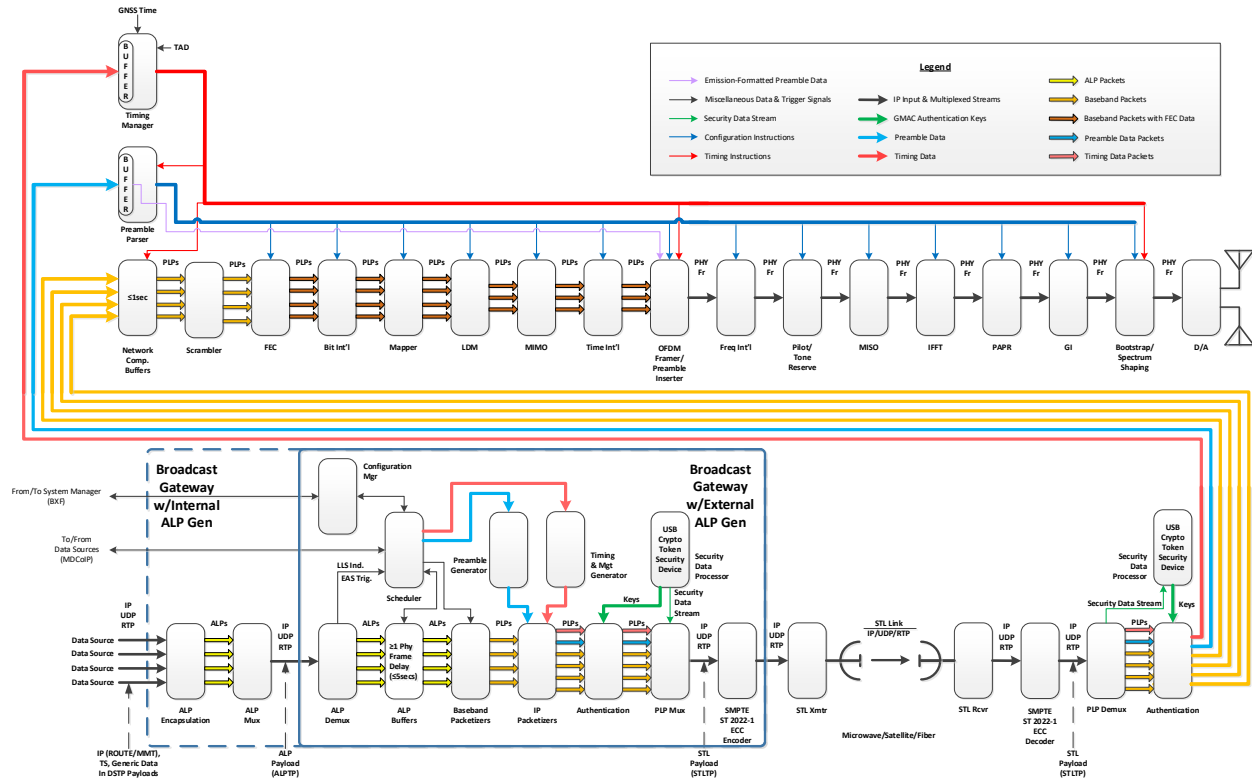 GNSS Time
BUFFER
TAD
Timing
Manager
BUFFER
Preamble
Parser
Legend
Emission-Formatted Preamble Data
Miscellaneous Data & Trigger Signals
Security Data Stream
Configuration Instructions
Timing Instructions
IP Input & Multiplexed Streams
GMAC Authentication Keys
Preamble Data
Timing Data
ALP Packets
Baseband Packets
Baseband Packets with FEC Data
Preamble Data Packets
Timing Data Packets
PLPs
PLPs
PLPs
PLPs
PLPs
PLPs
PLPs
PLPs
PHY
Fr
PHY
Fr
PHY
Fr
PHY
Fr
PHY
Fr
PHY
Fr
PHY
Fr
PHY
Fr
≤1sec
Network
Comp.
Buffers
Scrambler
FEC
Bit Int'l
Mapper
LDM
MIMO
Time Int'l
OFDM
Framer/
Preamble
Inserter
Freq Int'l
Pilot/
Tone
Reserve
MISO
IFFT
PAPR
GI
Bootstrap/
Spectrum
Shaping
D/A
Broadcast
Gateway
w/Internal
ALP Gen
Configuration
Mgr
Broadcast
Gateway
w/External
ALP Gen
From/To System Manager
(BXF)
To/From
Data Sources
(MDCoIP)
LLS Ind.
EAS Trig.
Scheduler
Preamble
Generator
Timing
& Mgt
Generator
USB
Crypto
Token
Security
Device
Security
Data
Processor
Keys
Security
Data
Stream
Security
Data
Processor
USB
Crypto
Token
Security
Device
Security Data Stream
Keys
IP
UDP
RTP
Data Source
Data Source
Data Source
Data Source
ALPs
IP
UDP
RTP
ALPs
ALPs
PLPs
PLPs
PLPs
IP
UDP
RTP
IP
UDP
RTP
STL Link
IP/UDP/RTP
IP
UDP
RTP
IP
UDP
RTP
PLPs
≥1 Phy
Frame
Delay
(≤5secs)
ALP
Encapsulation
ALP
Mux
ALP
Demux
ALP
Buffers
Baseband
Packetizers
IP
Packetizers
Authentication
PLP Mux
SMPTE
ST 2022-1
ECC
Encoder
STL Xmtr
Microwave/Satellite/Fiber
STL Rcvr
SMPTE
ST 2022-1
ECC
Decoder
PLP Demux
Authentication
IP (ROUTE/MMT),
TS, Generic Data
In DSTP Payloads
ALP
Payload
(ALPTP)
STL
Payload
(STLTP)
STL
Payload
(STLTP)